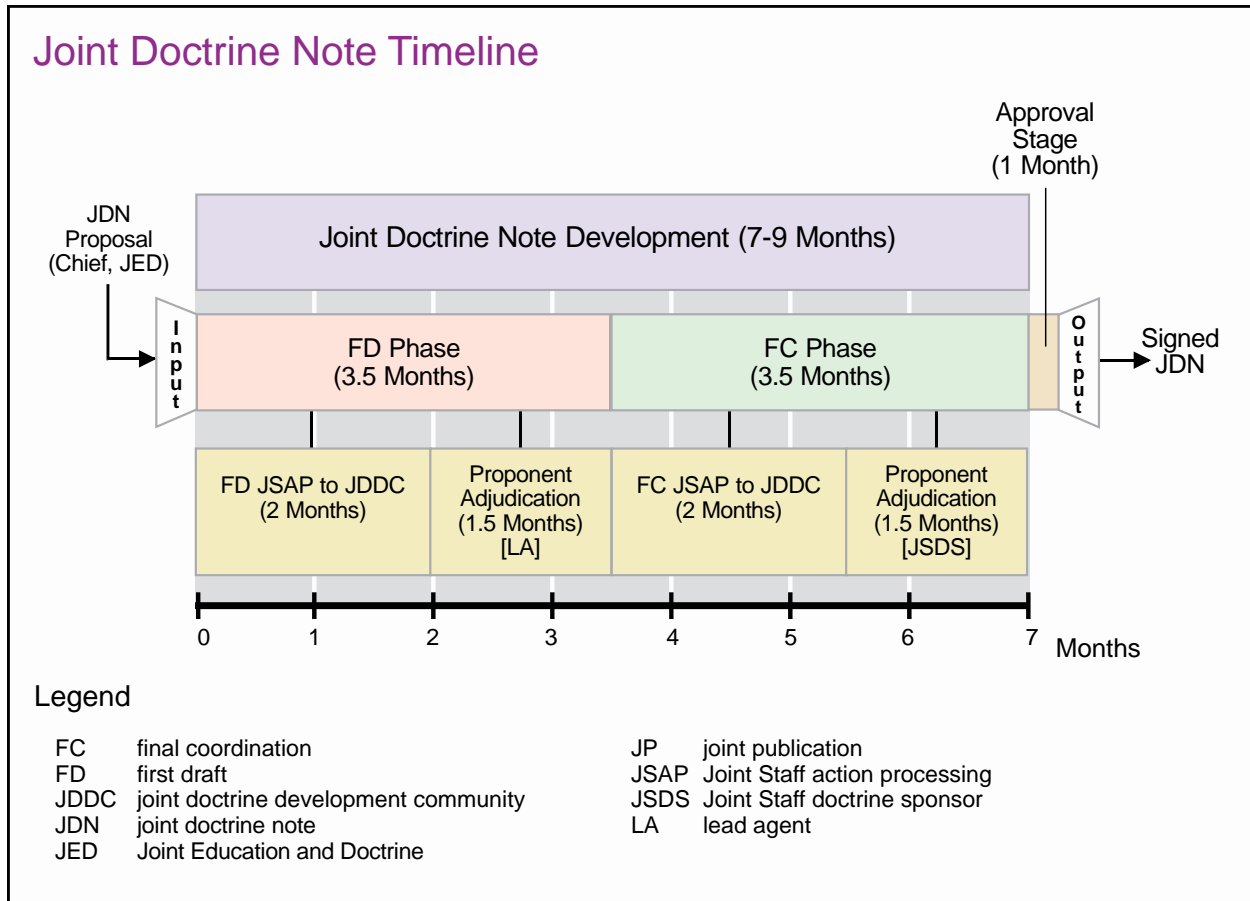 Joint Doctrine Note Timeline
Approval
Stage
(1 Month)
JDN
Proposal
(Chief, JED)
Joint Doctrine Note Development (7-9 Months)
Input
FD Phase
(3.5 Months)
FC Phase
(3.5 Months)
Output
Signed
JDN
FD JSAP to JDDC
(2 Months)
Proponent
Adjudication
(1.5 Months)
[LA]
FC JSAP to JDDC
(2 Months)
Proponent
Adjudication
(1.5 Months)
[JSDS]
0 1 2 3 4 5 6 7 Months
Legend
FC final coordination
FD first draft
JDDC joint doctrine development community
JDN joint doctrine note
JED Joint Education and Doctrine
JP joint publication
JSAP Joint Staff action processing
JSDS Joint Staff doctrine sponsor
LA lead agent